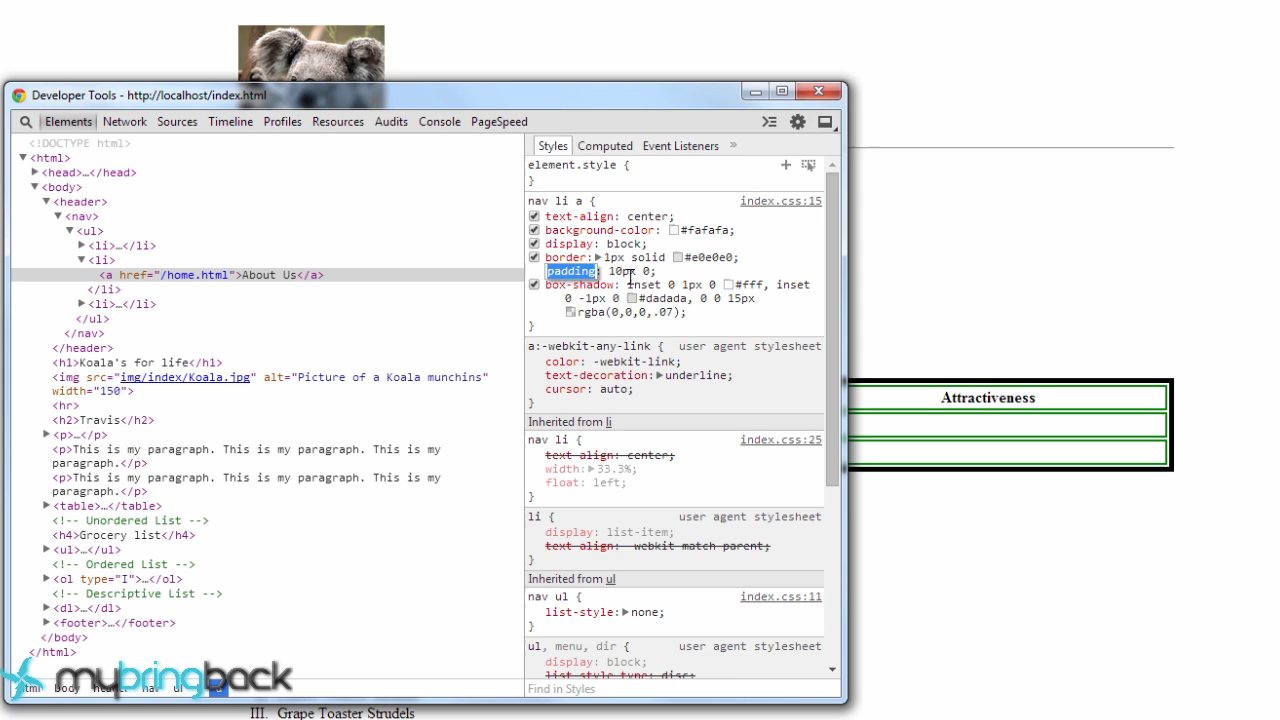 Developer Tools - http://localhost/index.html
Elements Network Sources Timeline Profiles Resources Audits Console PageSpeed
<!DOCTYPE html>
<html>
<head>…</head>
<body>
<header>
<nav>
<ul>
<li>…</li>
<li>
<a href="/home.html">About Us</a>
</li>
<li>…</li>
</ul>
</nav>
</header>
<h1>Koala's for life</h1>
<img src="img/index/Koala.jpg" alt="Picture of a Koala munchins"
width="150">
<hr>
<h2>Travis</h2>
<p>…</p>
<p>This is my paragraph. This is my paragraph. This is my
paragraph.</p>
<p>This is my paragraph. This is my paragraph. This is my
paragraph.</p>
<table>…</table>
<!-- Unordered List -->
<h4>Grocery list</h4>
<ul>…</ul>
<!-- Ordered List -->
<ol type="I">…</ol>
<!-- Descriptive List -->
<dl>…</dl>
<footer>…</footer>
</body>
</html>
html body header nav ul
Styles Computed Event Listeners »
element.style {
}
nav li a { index.css:15
text-align: center;
background-color: #fafafa;
display: block;
border: 1px solid #e0e0e0;
padding: 10px 0;
box-shadow: inset 0 1px 0 #fff, inset
0 -1px 0 #dadada, 0 0 15px
rgba(0,0,0,.07);
}
a:-webkit-any-link { user agent stylesheet
color: -webkit-link;
text-decoration: underline;
cursor: auto;
}
Inherited from li
nav li { index.css:25
text-align: center;
width: 33.3%;
float: left;
}
li { user agent stylesheet
display: list-item;
text-align: -webkit-match-parent;
}
Inherited from ul
nav ul { index.css:11
list-style: none;
}
ul, menu, dir { user agent stylesheet
display: block;
list-style-type: disc;
Find in Styles
Attractiveness
mybringback
III. Grape Toaster Strudels